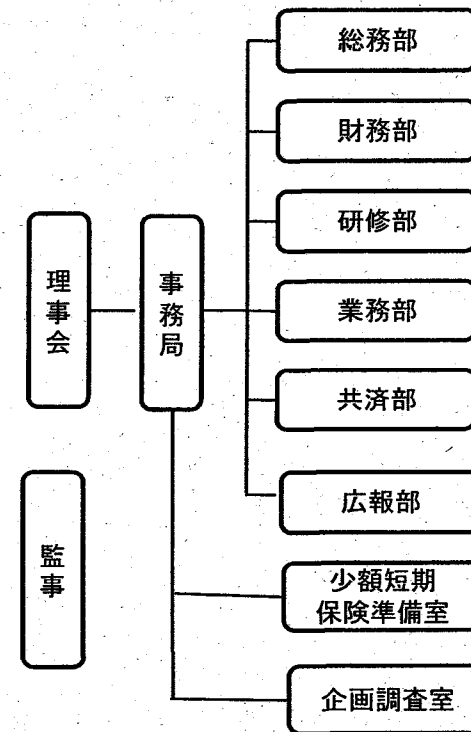 理事会
事務局
監事
総務部
財務部
研修部
業務部
共済部
広報部
少額短期
保険準備室
企画調査室